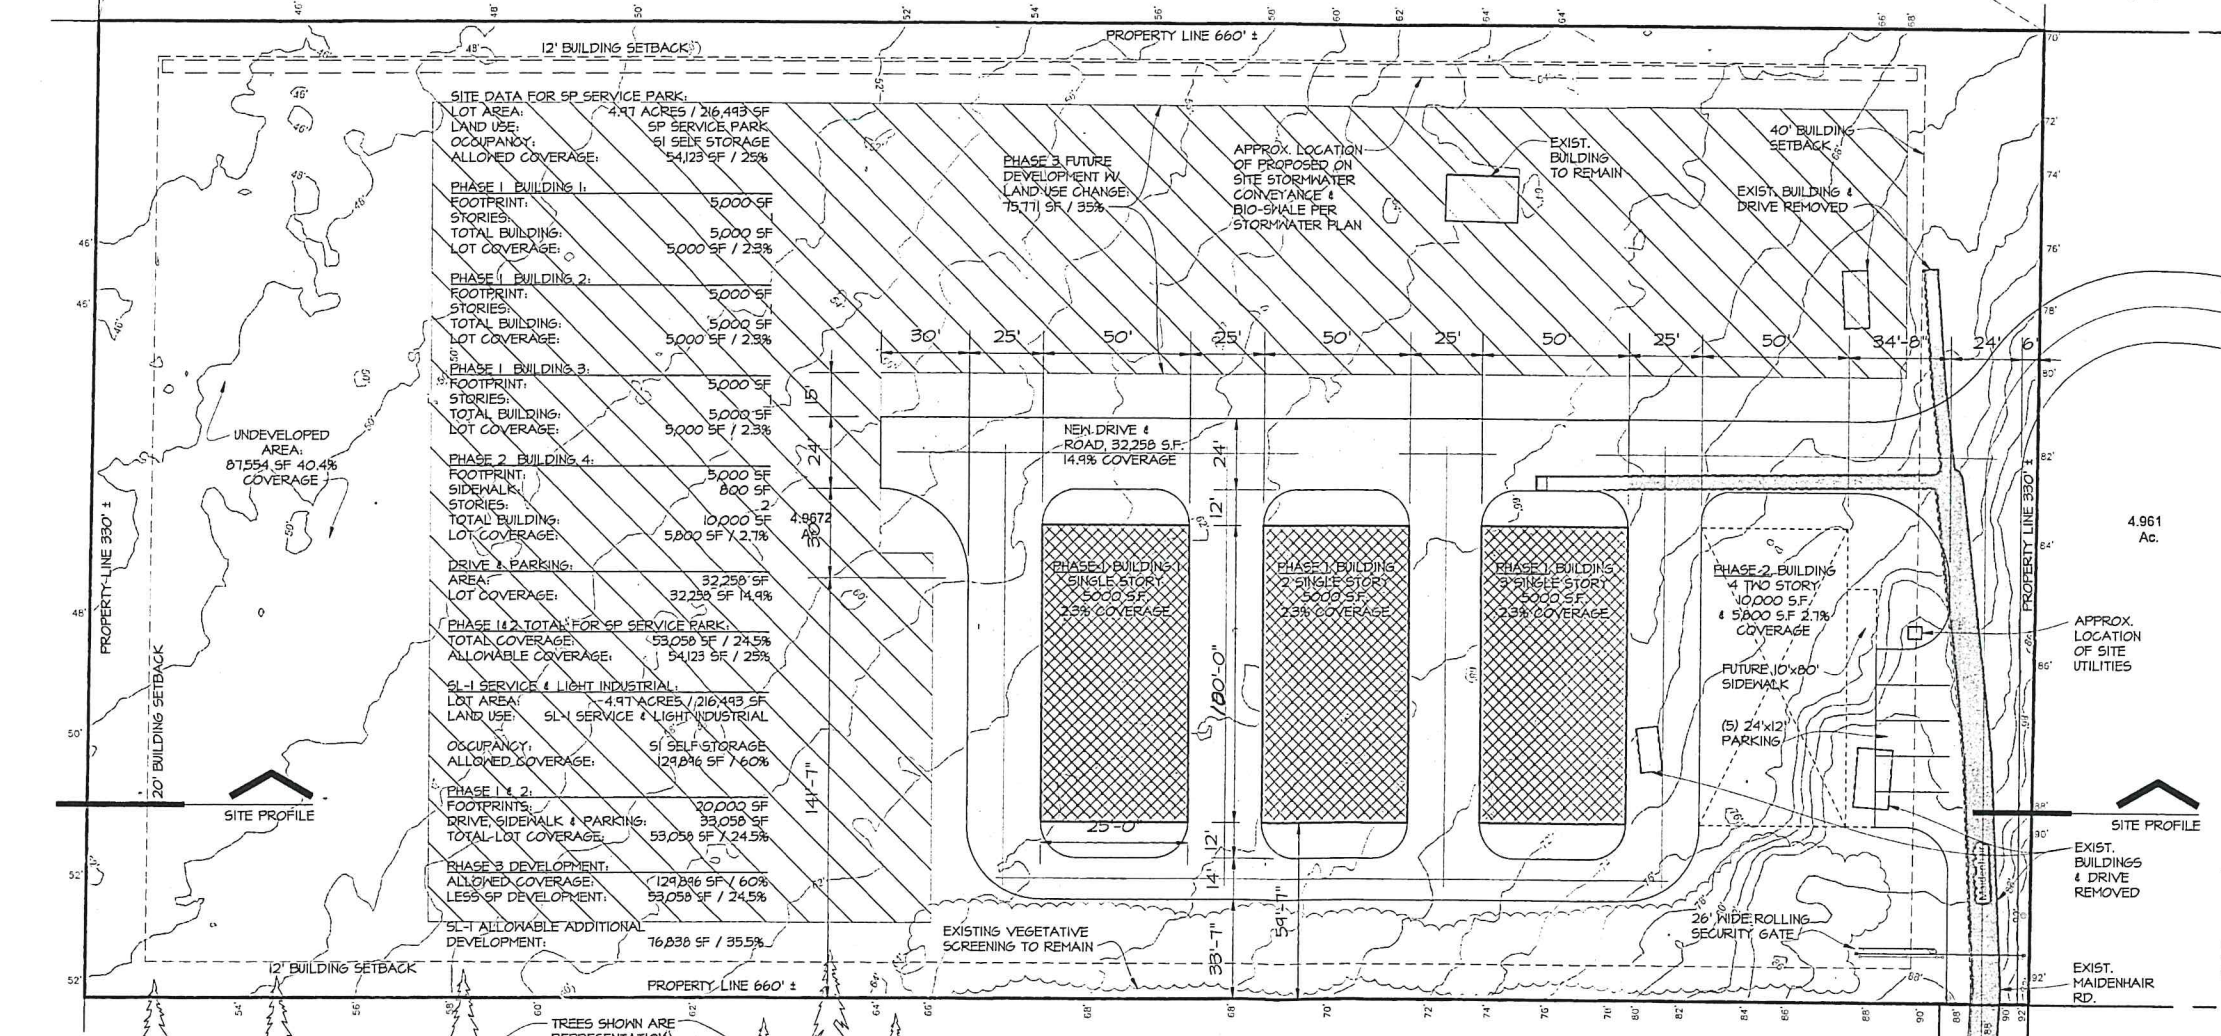 12' BUILDING SETBACK
PROPERTY LINE 660' ±
SITE DATA FOR SP SERVICE PARK:
LOT AREA: 4.97 ACRES / 216,493 SF
LAND USE: SP SERVICE PARK
OCCUPANCY: S1 SELF STORAGE
ALLOWED COVERAGE: 54,123 SF / 25%
PHASE 1 BUILDING 1:
FOOTPRINT: 5,000 SF
STORIES:
TOTAL BUILDING: 5,000 SF
LOT COVERAGE: 5,000 SF / 2.3%
PHASE 1 BUILDING 2:
FOOTPRINT: 5,000 SF
STORIES:
TOTAL BUILDING: 5,000 SF
LOT COVERAGE: 5,000 SF / 2.3%
PHASE 1 BUILDING 3:
FOOTPRINT: 5,000 SF
STORIES:
TOTAL BUILDING: 5,000 SF
LOT COVERAGE: 5,000 SF / 2.3%
PHASE 2 BUILDING 4:
FOOTPRINT: 5,000 SF
SIDEWALK: 800 SF
STORIES: 2
TOTAL BUILDING: 10,000 SF
LOT COVERAGE: 5,800 SF / 2.7%
DRIVE & PARKING:
AREA: 32,258 SF
LOT COVERAGE: 32,258 SF 14.9%
PHASE 1&2 TOTAL FOR SP SERVICE PARK:
TOTAL COVERAGE: 53,058 SF / 24.5%
ALLOWABLE COVERAGE: 54,123 SF / 25%
SL-1 SERVICE & LIGHT INDUSTRIAL:
LOT AREA: 4.97 ACRES / 216,493 SF
LAND USE: SL-1 SERVICE & LIGHT INDUSTRIAL
OCCUPANCY: S1 SELF STORAGE
ALLOWED COVERAGE: 129,896 SF / 60%
PHASE 1 & 2:
FOOTPRINTS: 20,000 SF
DRIVE, SIDEWALK & PARKING: 33,058 SF
TOTAL LOT COVERAGE: 53,058 SF / 24.5%
PHASE 3 DEVELOPMENT:
ALLOWED COVERAGE: 129,896 SF / 60%
LESS SP DEVELOPMENT: 53,058 SF / 24.5%
SL-1 ALLOWABLE ADDITIONAL
DEVELOPMENT: 76,838 SF / 35.5%
UNDEVELOPED
AREA:
87,554 SF 40.4%
COVERAGE
PROPERTY LINE 330' ±
20' BUILDING SETBACK
SITE PROFILE
12' BUILDING SETBACK
PROPERTY LINE 660' ±
TREES SHOWN ARE
4.9672
PHASE 3 FUTURE
DEVELOPMENT W/
LAND USE CHANGE:
75,771 SF / 35%
APPROX. LOCATION
OF PROPOSED ON
SITE STORMWATER
CONVEYANCE &
BIO-SWALE PER
STORMWATER PLAN
EXIST.
BUILDING
TO REMAIN
40' BUILDING
SETBACK
EXIST. BUILDING &
DRIVE REMOVED
30' 25' 50' 25' 50' 25' 50' 25' 50' 34'-8" 24' 6'
15'
24'
30'
141'-7"
NEW DRIVE &
ROAD, 32,258 S.F.
14.9% COVERAGE
24'
12'
100'-0"
12'
14'
33'-7"
59'-7"
25'-0"
PHASE 1 BUILDING 1
SINGLE STORY
5000 S.F.
2.3% COVERAGE
PHASE 1 BUILDING
2 SINGLE STORY
5000 S.F.
2.3% COVERAGE
PHASE 1 BUILDING
3 SINGLE STORY
5000 S.F.
2.3% COVERAGE
PHASE 2 BUILDING
4 TWO STORY
10,000 S.F.
& 5,800 S.F 2.7%
COVERAGE
FUTURE 10'x80'
SIDEWALK
(5) 24'x12'
PARKING
EXISTING VEGETATIVE
SCREENING TO REMAIN
26' WIDE ROLLING
SECURITY GATE
PROPERTY LINE 330' ±
4.961
Ac.
APPROX.
LOCATION
OF SITE
UTILITIES
SITE PROFILE
EXIST.
BUILDINGS
& DRIVE
REMOVED
Maidenhair
EXIST.
MAIDENHAIR
RD.